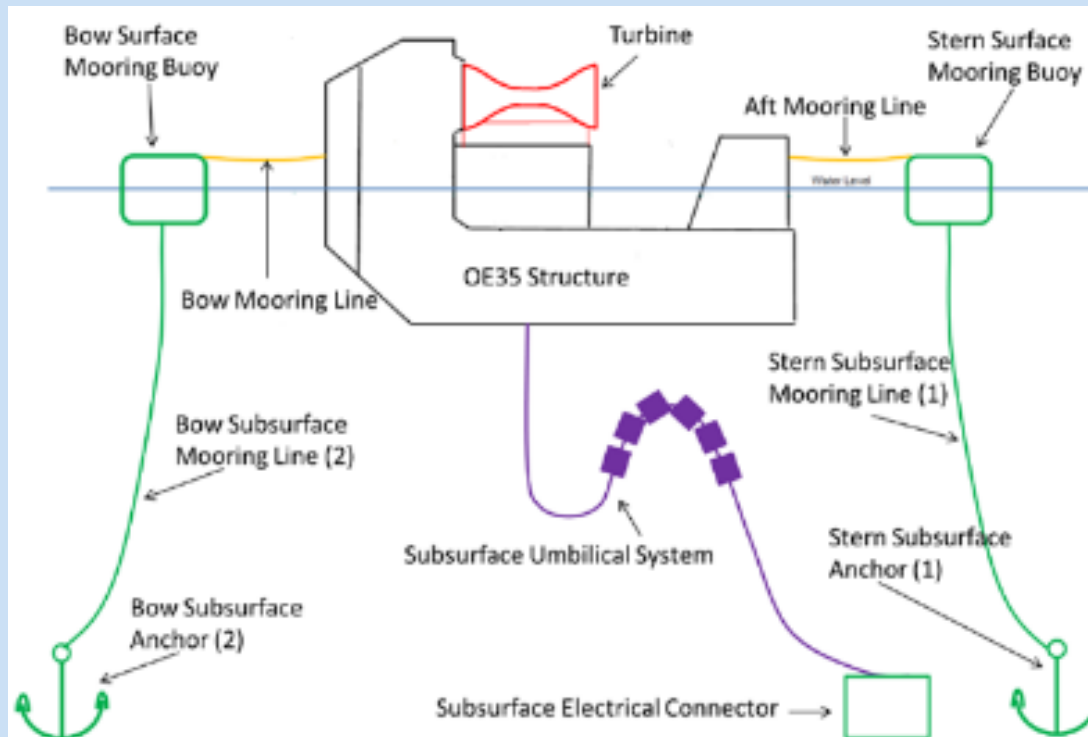 Bow Surface
Mooring Buoy
Turbine
Stern Surface
Mooring Buoy
Aft Mooring Line
Water Level
OE35 Structure
Bow Mooring Line
Stern Subsurface
Mooring Line (1)
Bow Subsurface
Mooring Line (2)
Subsurface Umbilical System
Stern Subsurface
Anchor (1)
Bow Subsurface
Anchor (2)
Subsurface Electrical Connector